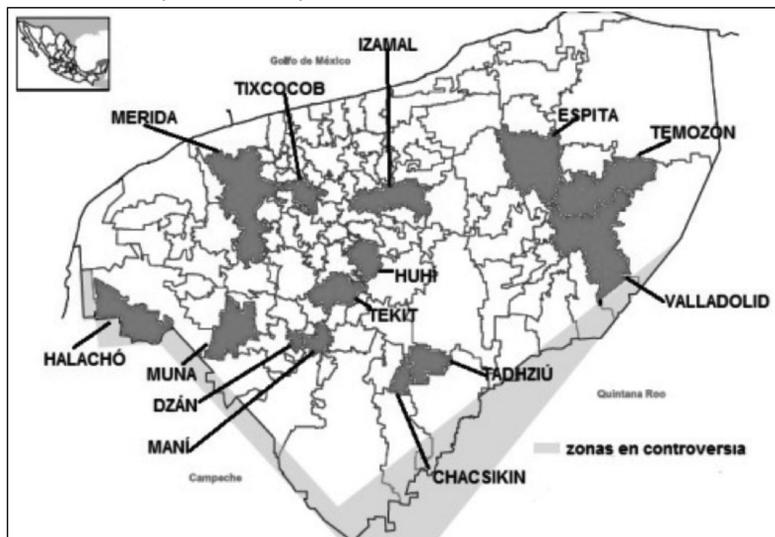 IZAMAL
Golfo de México
TIXCOCOB
MERIDA
ESPITA
TEMOZÓN
HUHÍ
TEKIT
VALLADOLID
HALACHÓ
MUNA
TADHZIÚ
DZÁN
Quintana Roo
MANÍ
zonas en controversia
Campeche
CHACSIKIN